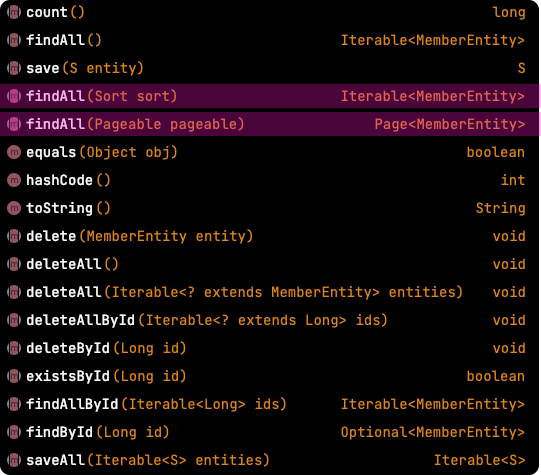 m count() long
m findAll() Iterable<MemberEntity>
m save(S entity) S
m findAll(Sort sort) Iterable<MemberEntity>
m findAll(Pageable pageable) Page<MemberEntity>
m equals(Object obj) boolean
m hashCode() int
m toString() String
m delete(MemberEntity entity) void
m deleteAll() void
m deleteAll(Iterable<? extends MemberEntity> entities) void
m deleteAllById(Iterable<? extends Long> ids) void
m deleteById(Long id) void
m existsById(Long id) boolean
m findAllById(Iterable<Long> ids) Iterable<MemberEntity>
m findById(Long id) Optional<MemberEntity>
m saveAll(Iterable<S> entities) Iterable<S>